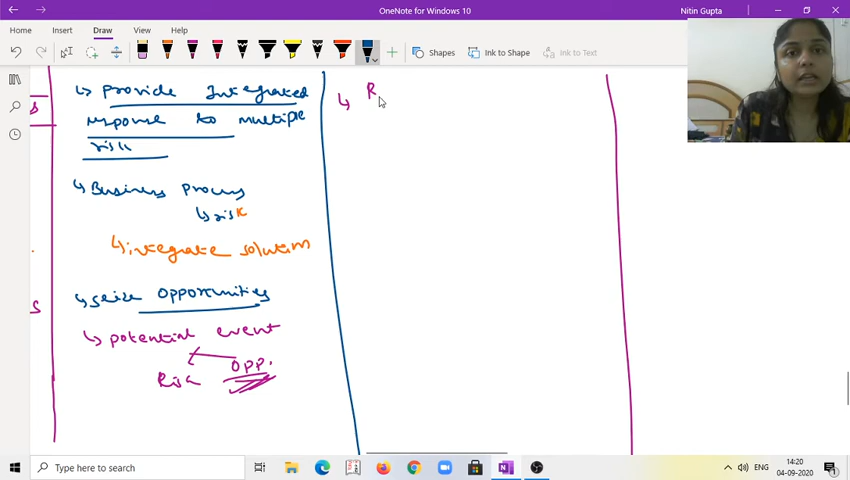 OneNote for Windows 10
Nitin Gupta
Home Insert Draw View Help
Shapes
Ink to Shape
Ink to Text
s
↳ Provide Integrated
response to multiple
risk
↳ Business Process
↳ risk
↳ integrate solutions
↳ seize opportunities
s
↳ potential event
Risk
OPP.
↳ R
Type here to search
ENG
14:20
04-09-2020